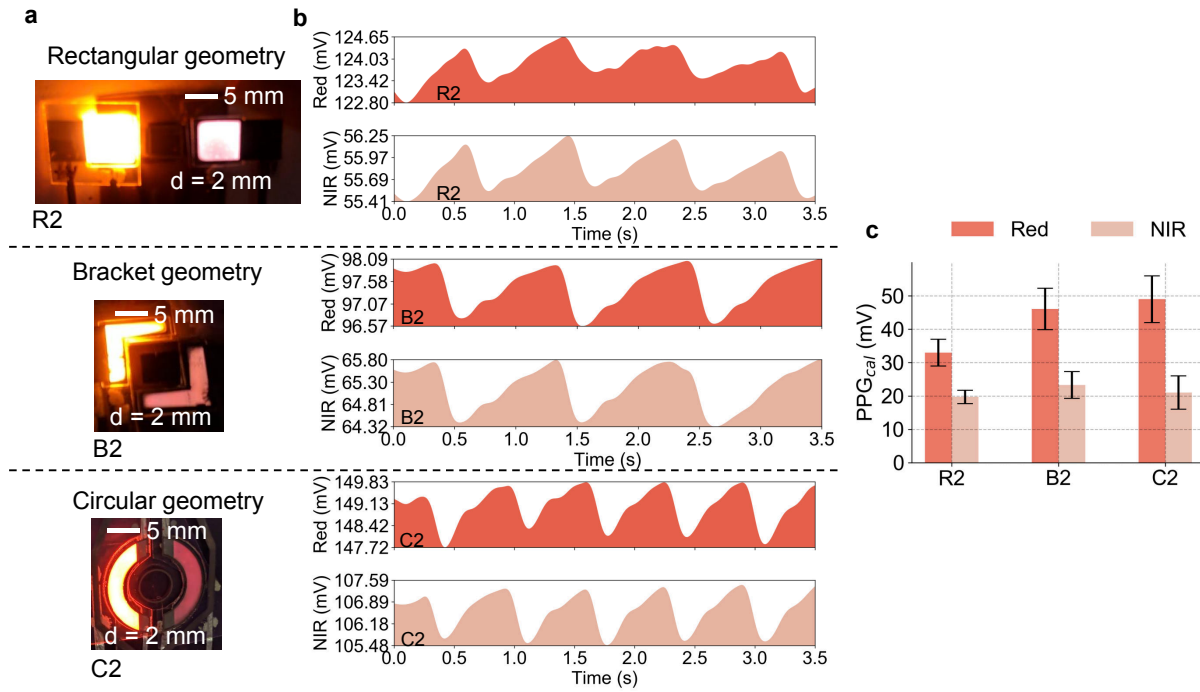 a
Rectangular geometry
5 mm
d = 2 mm
R2
Bracket geometry
5 mm
d = 2 mm
B2
Circular geometry
5 mm
d = 2 mm
C2
b
Red (mV)
124.65
124.03
123.42
122.80
R2
NIR (mV)
56.25
55.97
55.69
55.41
R2
0.0 0.5 1.0 1.5 2.0 2.5 3.0 3.5
Time (s)
Red (mV)
98.09
97.58
97.07
96.57
B2
NIR (mV)
65.80
65.30
64.81
64.32
B2
0.0 0.5 1.0 1.5 2.0 2.5 3.0 3.5
Time (s)
Red (mV)
149.83
149.13
148.42
147.72
C2
NIR (mV)
107.59
106.89
106.18
105.48
C2
0.0 0.5 1.0 1.5 2.0 2.5 3.0 3.5
Time (s)
c
Red NIR
PPGcal (mV)
50
40
30
20
10
0
R2 B2 C2